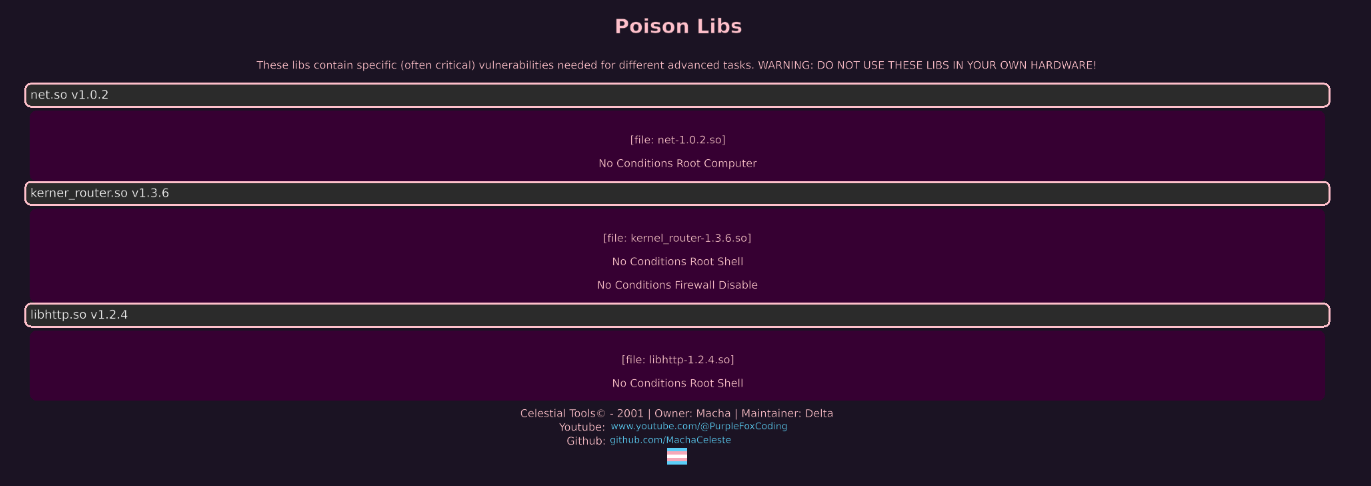 Poison Libs
These libs contain specific (often critical) vulnerabilities needed for different advanced tasks. WARNING: DO NOT USE THESE LIBS IN YOUR OWN HARDWARE!
net.so v1.0.2
[file: net-1.0.2.so]
No Conditions Root Computer
kerner_router.so v1.3.6
[file: kernel_router-1.3.6.so]
No Conditions Root Shell
No Conditions Firewall Disable
libhttp.so v1.2.4
[file: libhttp-1.2.4.so]
No Conditions Root Shell
Celestial Tools© - 2001 | Owner: Macha | Maintainer: Delta
Youtube: www.youtube.com/@PurpleFoxCoding
Github: github.com/MachaCeleste